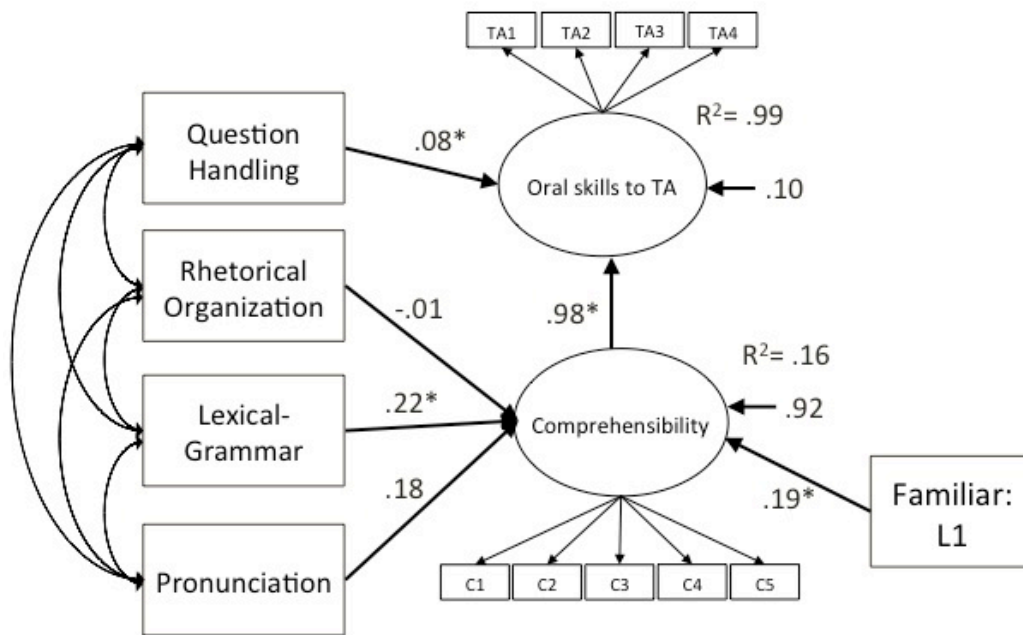 TA1 TA2 TA3 TA4
R²= .99
Question
Handling
.08*
Oral skills to TA
.10
Rhetorical
Organization
-.01
.98*
R²= .16
Lexical-
Grammar
.22*
Comprehensibility
.92
.18
.19*
Familiar:
L1
Pronunciation
C1 C2 C3 C4 C5